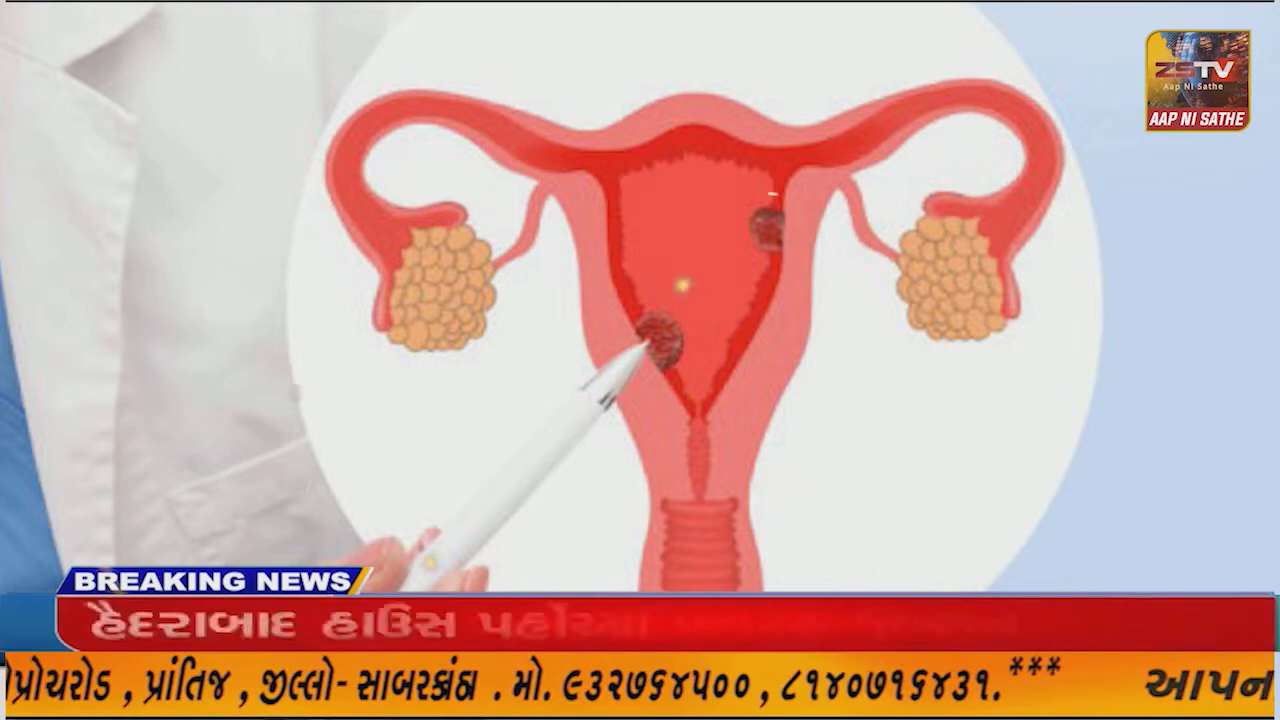 ZSTV
Aap Ni Sathe
AAP NI SATHE
BREAKING NEWS
હૈદરાબાદ હાઉસ પહોંચ્યા
પ્રોચરોડ , પ્રાંતિજ , જીલ્લો- સાબરકાંઠા . મો. ૯૩૨૭૬૪૫૦૦ , ૮૧૪૦૭૧૬૪૩૧.*** આપન